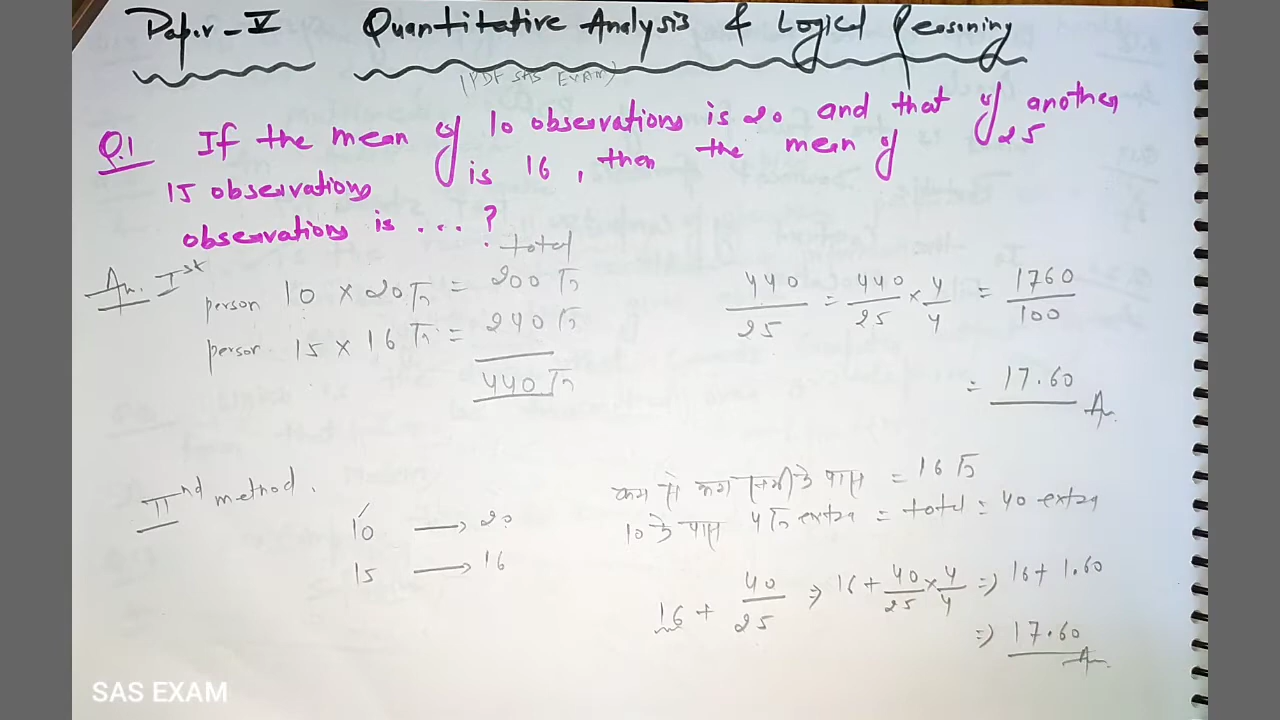 Paper-V Quantitative Analysis & Logical Reasoning
(PDF SAS EXAM)
Q.1 If the mean of 10 observations is 20 and that of another
15 observations is 16, then the mean of 25
observations is ...?
An. Ist
total
person 10 × 20 रु = 200 रु
person 15 × 16 रु = 240 रु
440 रु
440/25 = 440/25 × 4/4 = 1760/100
= 17.60 A.
IInd method.
10 → 20
15 → 16
कम से कम सभी के पास = 16 रु
10 के पास 4 रु extra = total = 40 extra
16 + 40/25 ⇒ 16 + 40/25 × 4/4 ⇒ 16 + 1.60
⇒ 17.60 A.
SAS EXAM